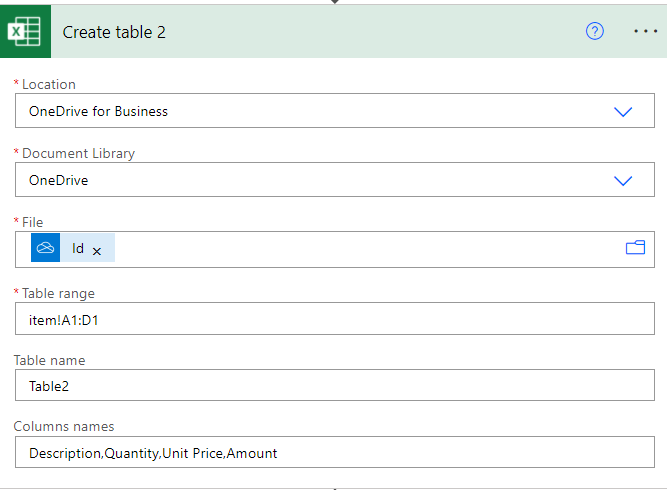 Create table 2
* Location
OneDrive for Business
* Document Library
OneDrive
* File
Id ×
* Table range
item!A1:D1
Table name
Table2
Columns names
Description,Quantity,Unit Price,Amount